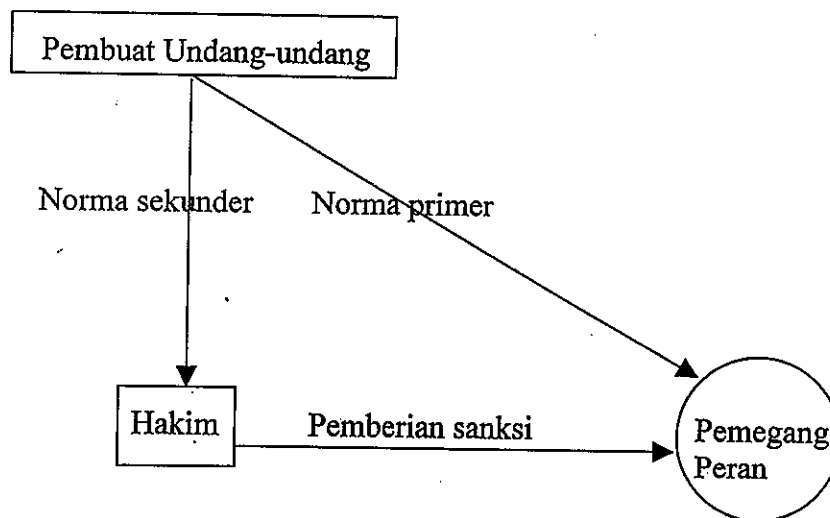 Pembuat Undang-undang
Norma sekunder
Norma primer
Hakim
Pemberian sanksi
Pemegang
Peran